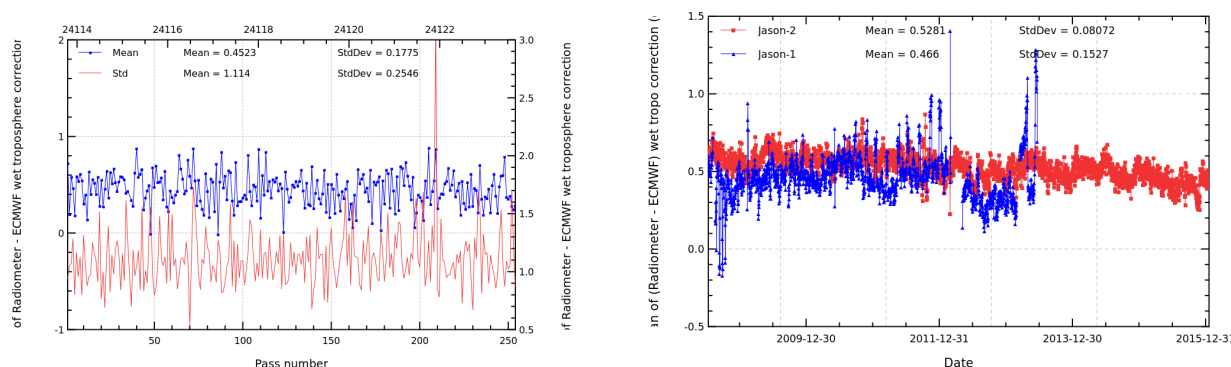 24114 24116 24118 24120 24122
of Radiometer - ECMWF wet troposphere correction
2
1
0
-1
Mean Mean = 0.4523 StdDev = 0.1775
Std Mean = 1.114 StdDev = 0.2546
3.0
2.5
2.0
1.5
1.0
0.5
of Radiometer - ECMWF wet troposphere correction
50 100 150 200 250
Pass number
an of (Radiometer - ECMWF) wet tropo correction (
1.5
1.0
0.5
0.0
-0.5
Jason-2 Mean = 0.5281 StdDev = 0.08072
Jason-1 Mean = 0.466 StdDev = 0.1527
2009-12-30 2011-12-31 2013-12-30 2015-12-31
Date